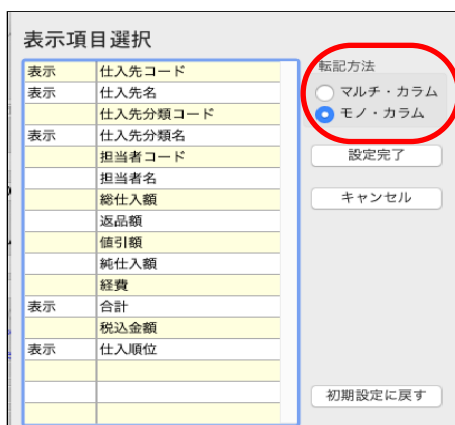 表示項目選択
表示 仕入先コード
表示 仕入先名
仕入先分類コード
表示 仕入先分類名
担当者コード
担当者名
総仕入額
返品額
値引額
純仕入額
経費
表示 合計
税込金額
表示 仕入順位
転記方法
マルチ・カラム
モノ・カラム
設定完了
キャンセル
初期設定に戻す